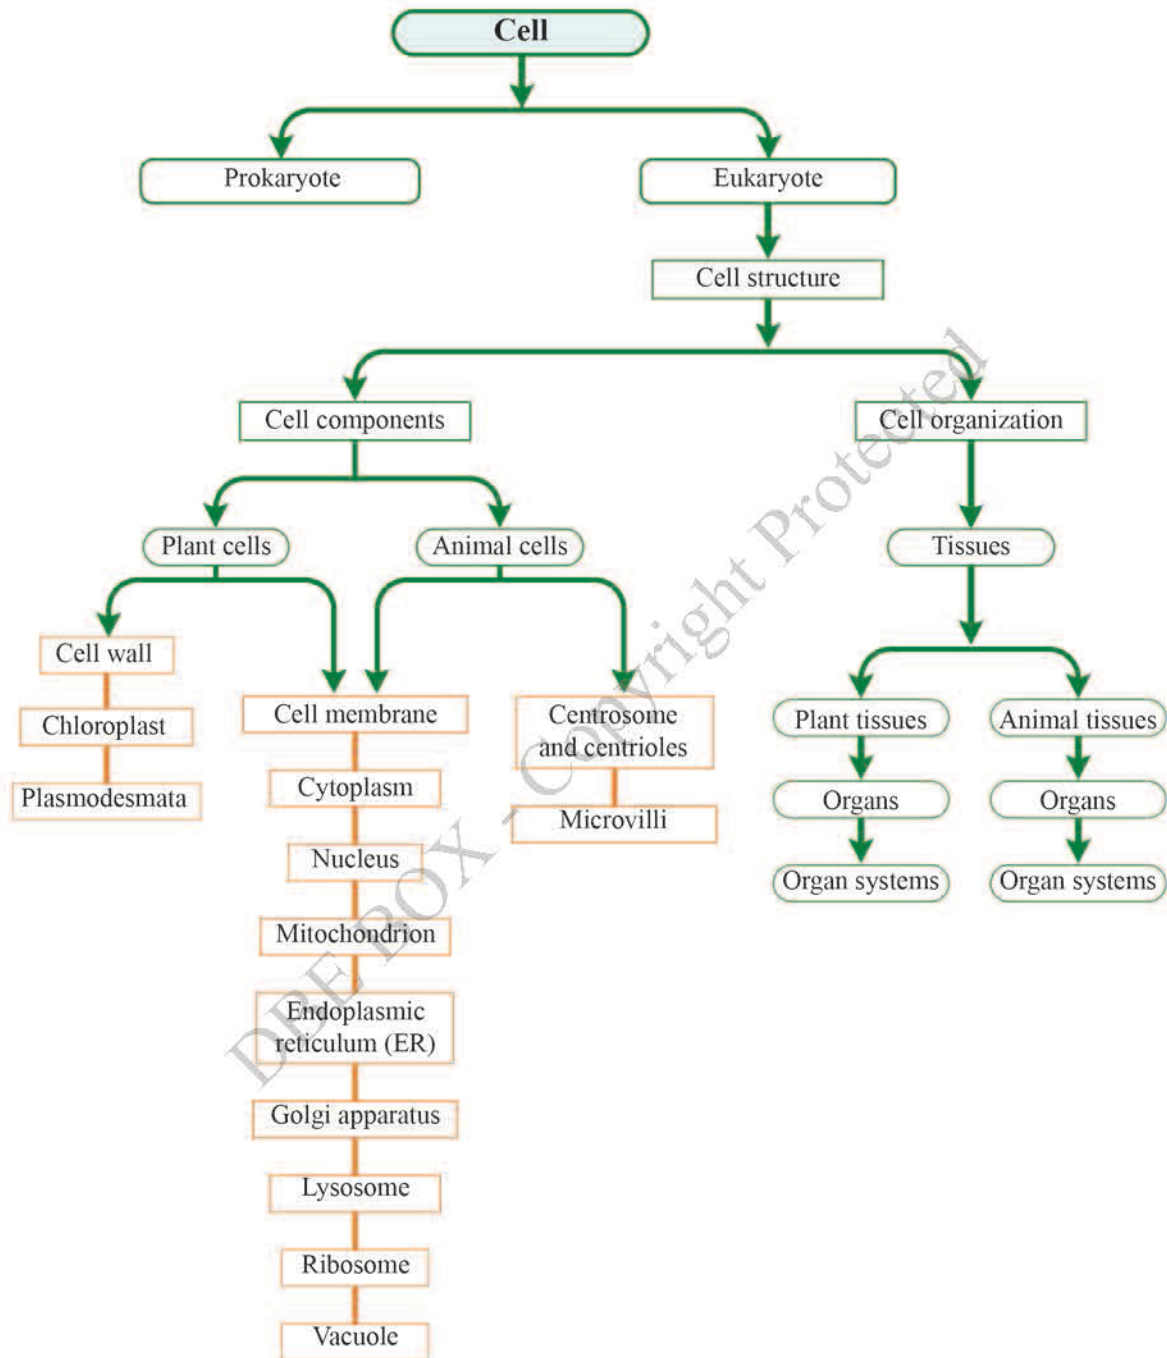 Cell
Prokaryote
Eukaryote
Cell structure
Cell components
Cell organization
Plant cells
Animal cells
Tissues
Cell wall
Chloroplast
Plasmodesmata
Cell membrane
Cytoplasm
Nucleus
Mitochondrion
Endoplasmic
reticulum (ER)
Golgi apparatus
Lysosome
Ribosome
Vacuole
Centrosome
and centrioles
Microvilli
Plant tissues
Organs
Organ systems
Animal tissues
Organs
Organ systems
DBE BOX - Copyright Protected